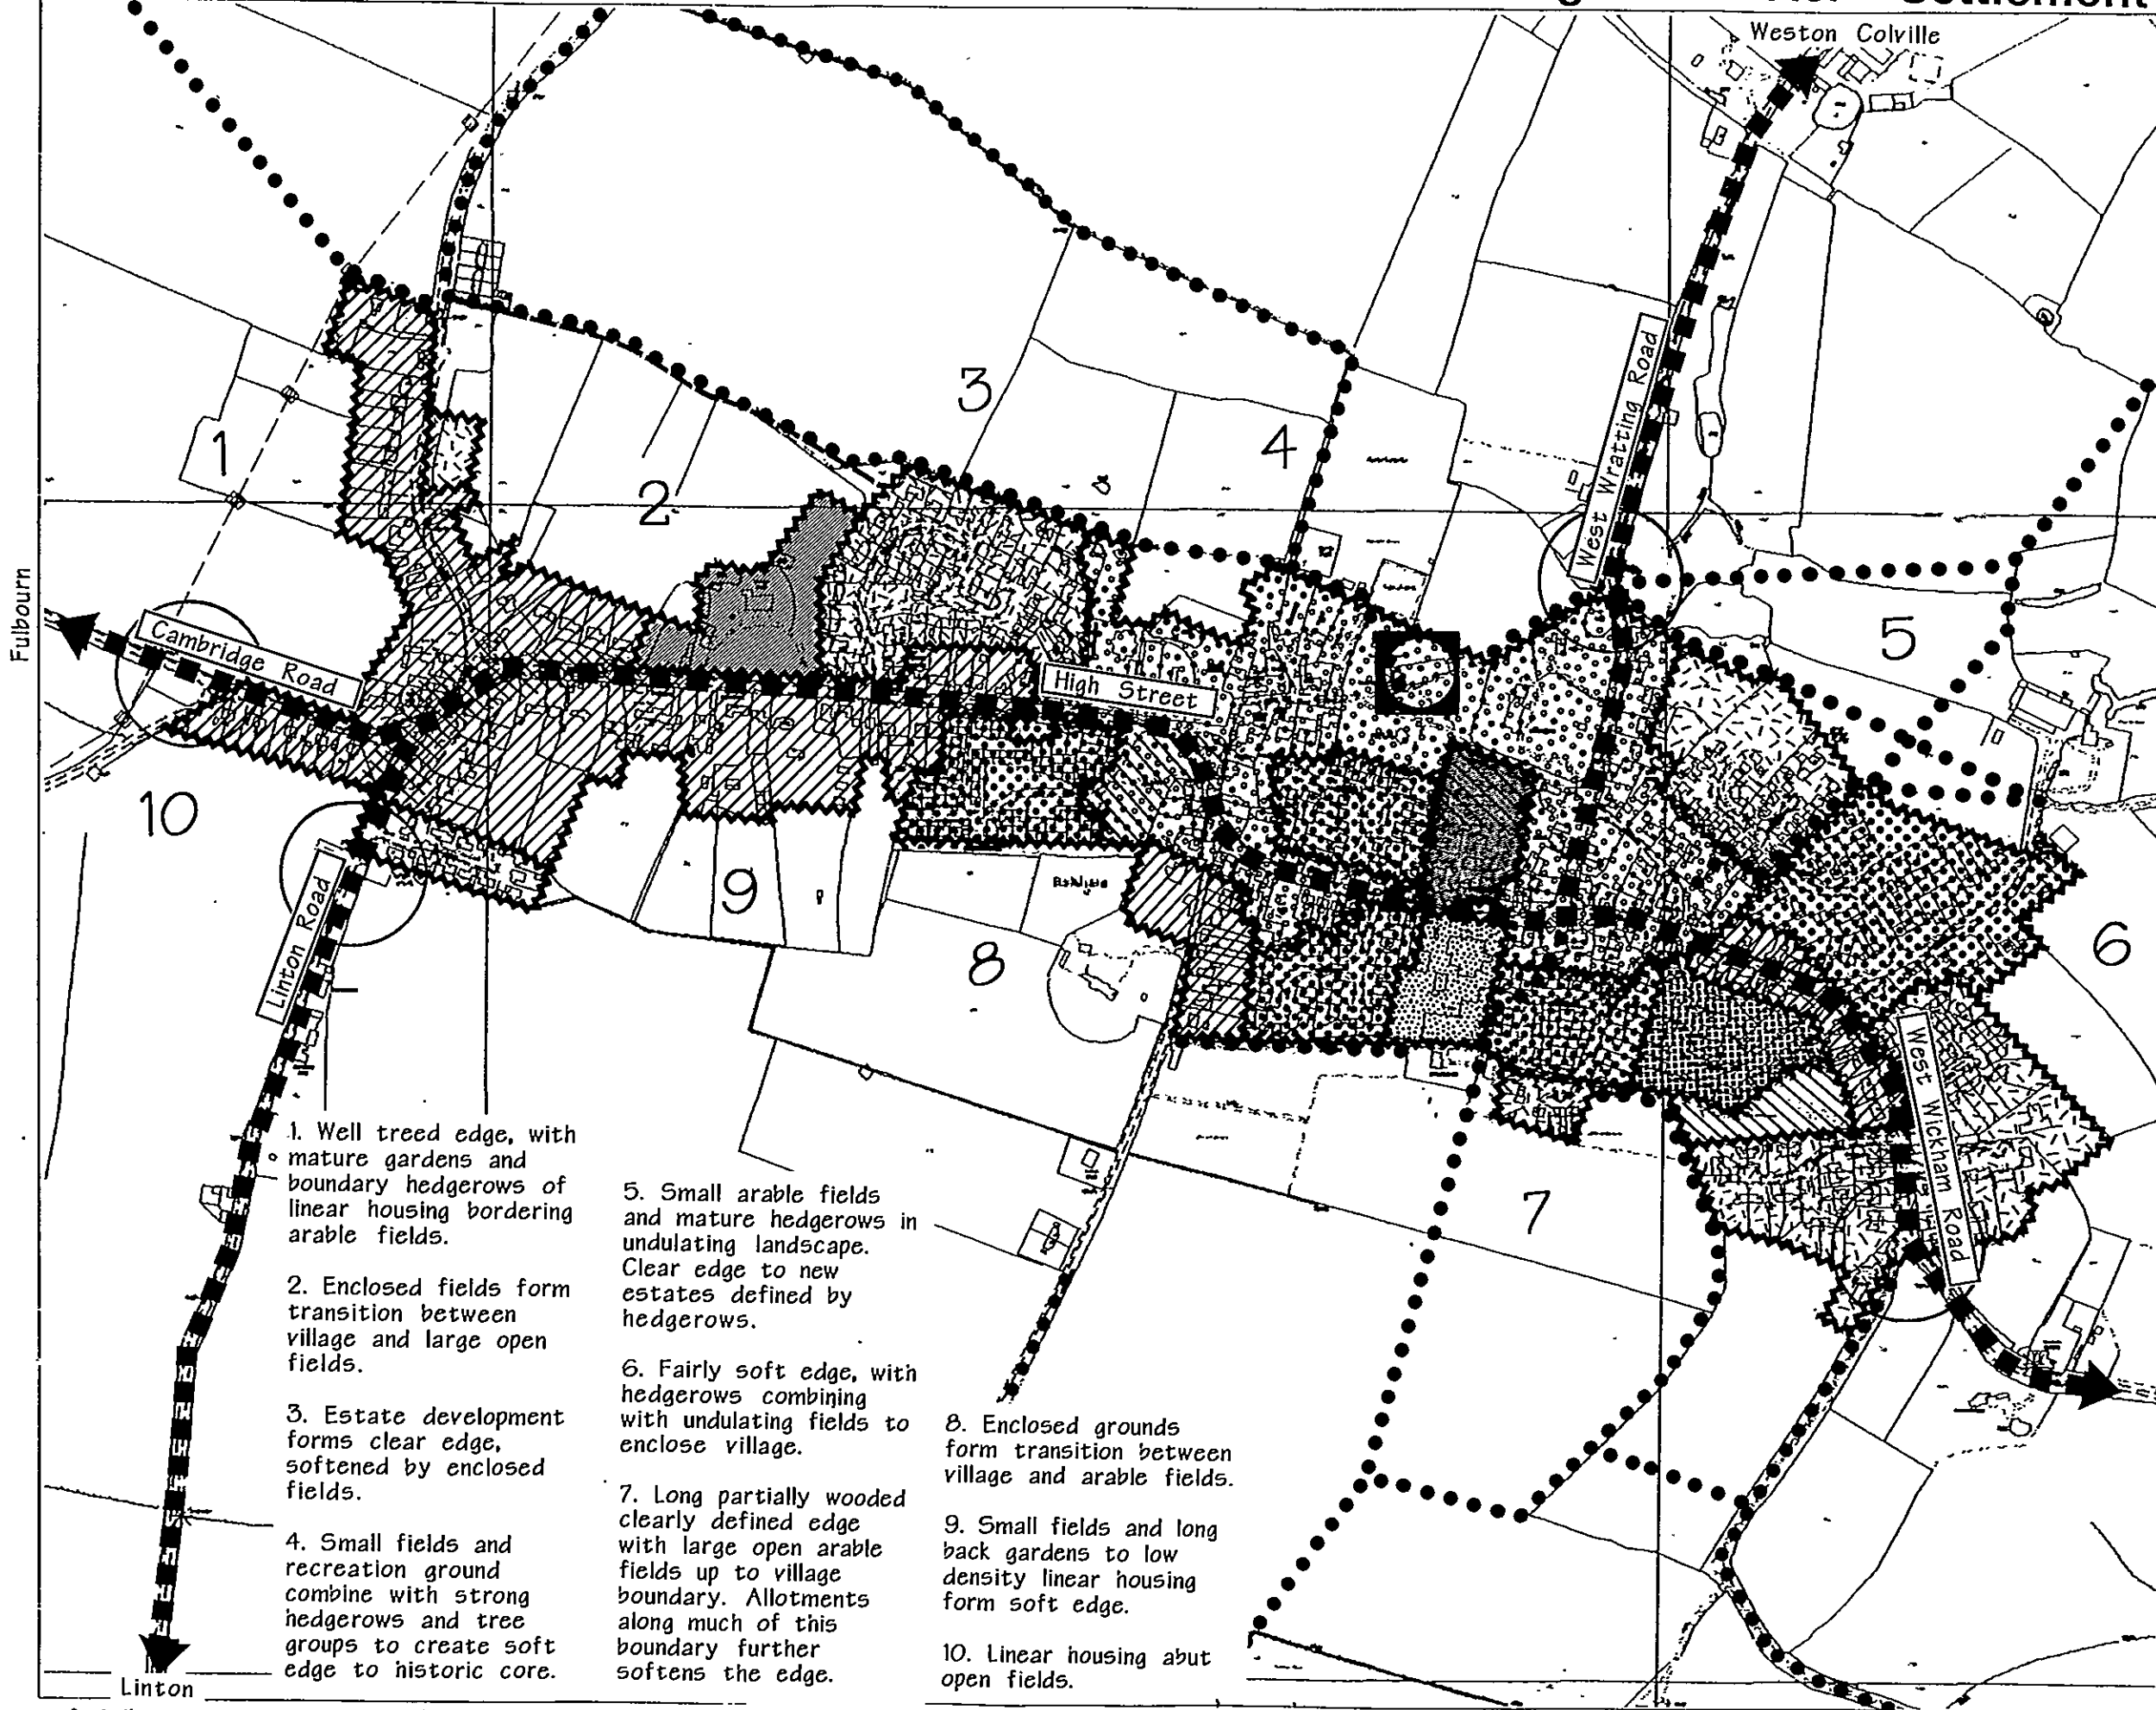 Settlement
Weston Colville
Fulbourn
Cambridge Road
High Street
West Wratting Road
Linton Road
West Wickham Road
1
2
3
4
5
6
7
8
9
10
1. Well treed edge, with
mature gardens and
boundary hedgerows of
linear housing bordering
arable fields.
2. Enclosed fields form
transition between
village and large open
fields.
3. Estate development
forms clear edge,
softened by enclosed
fields.
4. Small fields and
recreation ground
combine with strong
hedgerows and tree
groups to create soft
edge to historic core.
5. Small arable fields
and mature hedgerows in
undulating landscape.
Clear edge to new
estates defined by
hedgerows.
6. Fairly soft edge, with
hedgerows combining
with undulating fields to
enclose village.
7. Long partially wooded
clearly defined edge
with large open arable
fields up to village
boundary. Allotments
along much of this
boundary further
softens the edge.
8. Enclosed grounds
form transition between
village and arable fields.
9. Small fields and long
back gardens to low
density linear housing
form soft edge.
10. Linear housing abut
open fields.
Linton